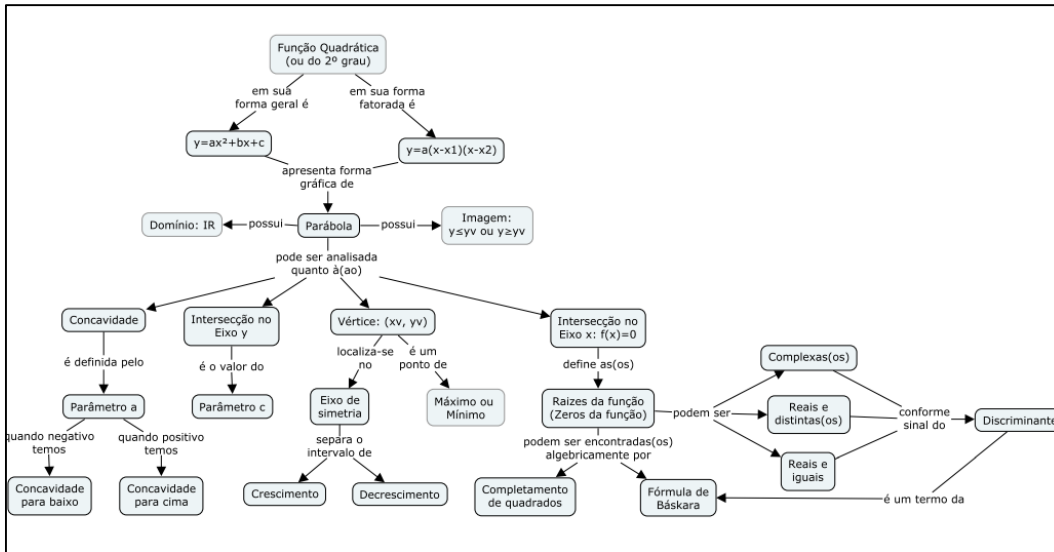 Função Quadrática
(ou do 2º grau)
em sua
forma geral é
em sua forma
fatorada é
y=ax²+bx+c
y=a(x-x1)(x-x2)
apresenta forma
gráfica de
Domínio: IR
possui
Parábola
possui
Imagem:
y≤yv ou y≥yv
pode ser analisada
quanto à(ao)
Concavidade
Intersecção no
Eixo y
Vértice: (xv, yv)
Intersecção no
Eixo x: f(x)=0
é definida pelo
é o valor do
localiza-se
no
é um
ponto de
define as(os)
Complexas(os)
Parâmetro a
Parâmetro c
Eixo de
simetria
Máximo ou
Mínimo
Raizes da função
(Zeros da função)
podem ser
Reais e
distintas(os)
conforme
sinal do
Discriminante
quando negativo
temos
quando positivo
temos
separa o
intervalo de
podem ser encontradas(os)
algebricamente por
Reais e
iguais
Concavidade
para baixo
Concavidade
para cima
Crescimento
Decrescimento
Completamento
de quadrados
Fórmula de
Báskara
é um termo da